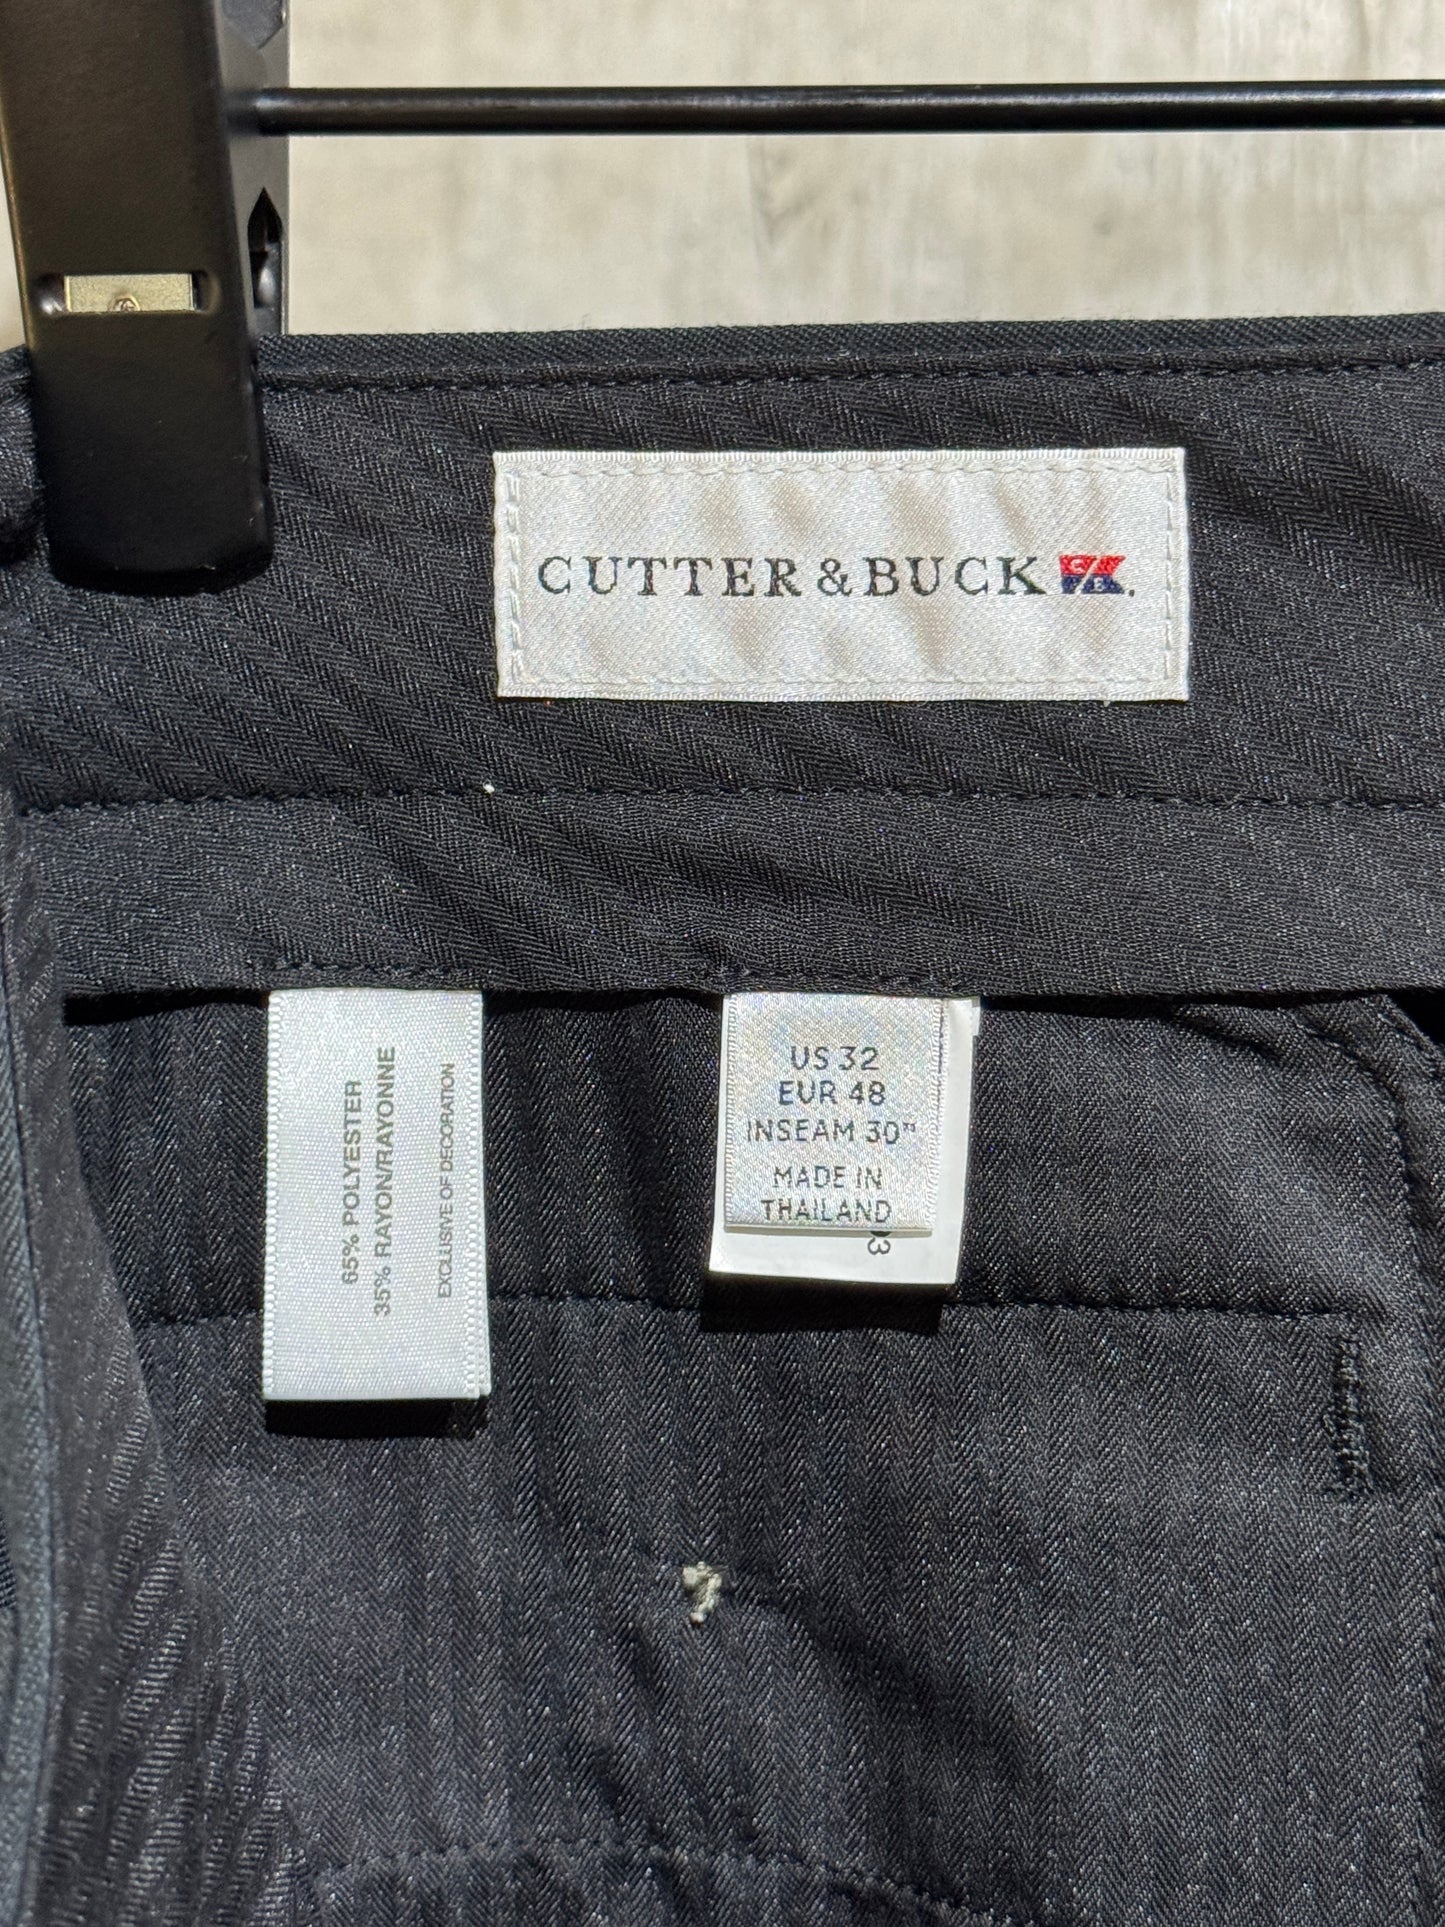 CUTTER & BUCK C/B.
65% POLYESTER
35% RAYON/RAYONNE
EXCLUSIVE OF DECORATION
US 32
EUR 48
INSEAM 30"
MADE IN
THAILAND